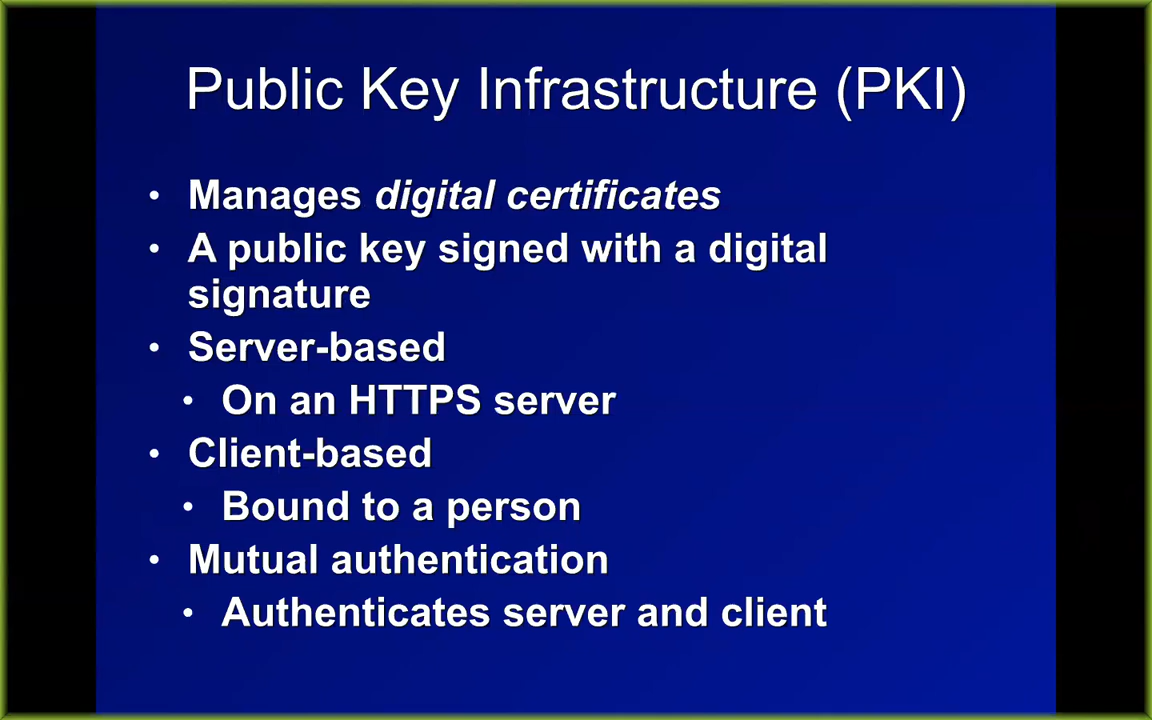 Public Key Infrastructure (PKI)
• Manages digital certificates
• A public key signed with a digital
signature
• Server-based
• On an HTTPS server
• Client-based
• Bound to a person
• Mutual authentication
• Authenticates server and client